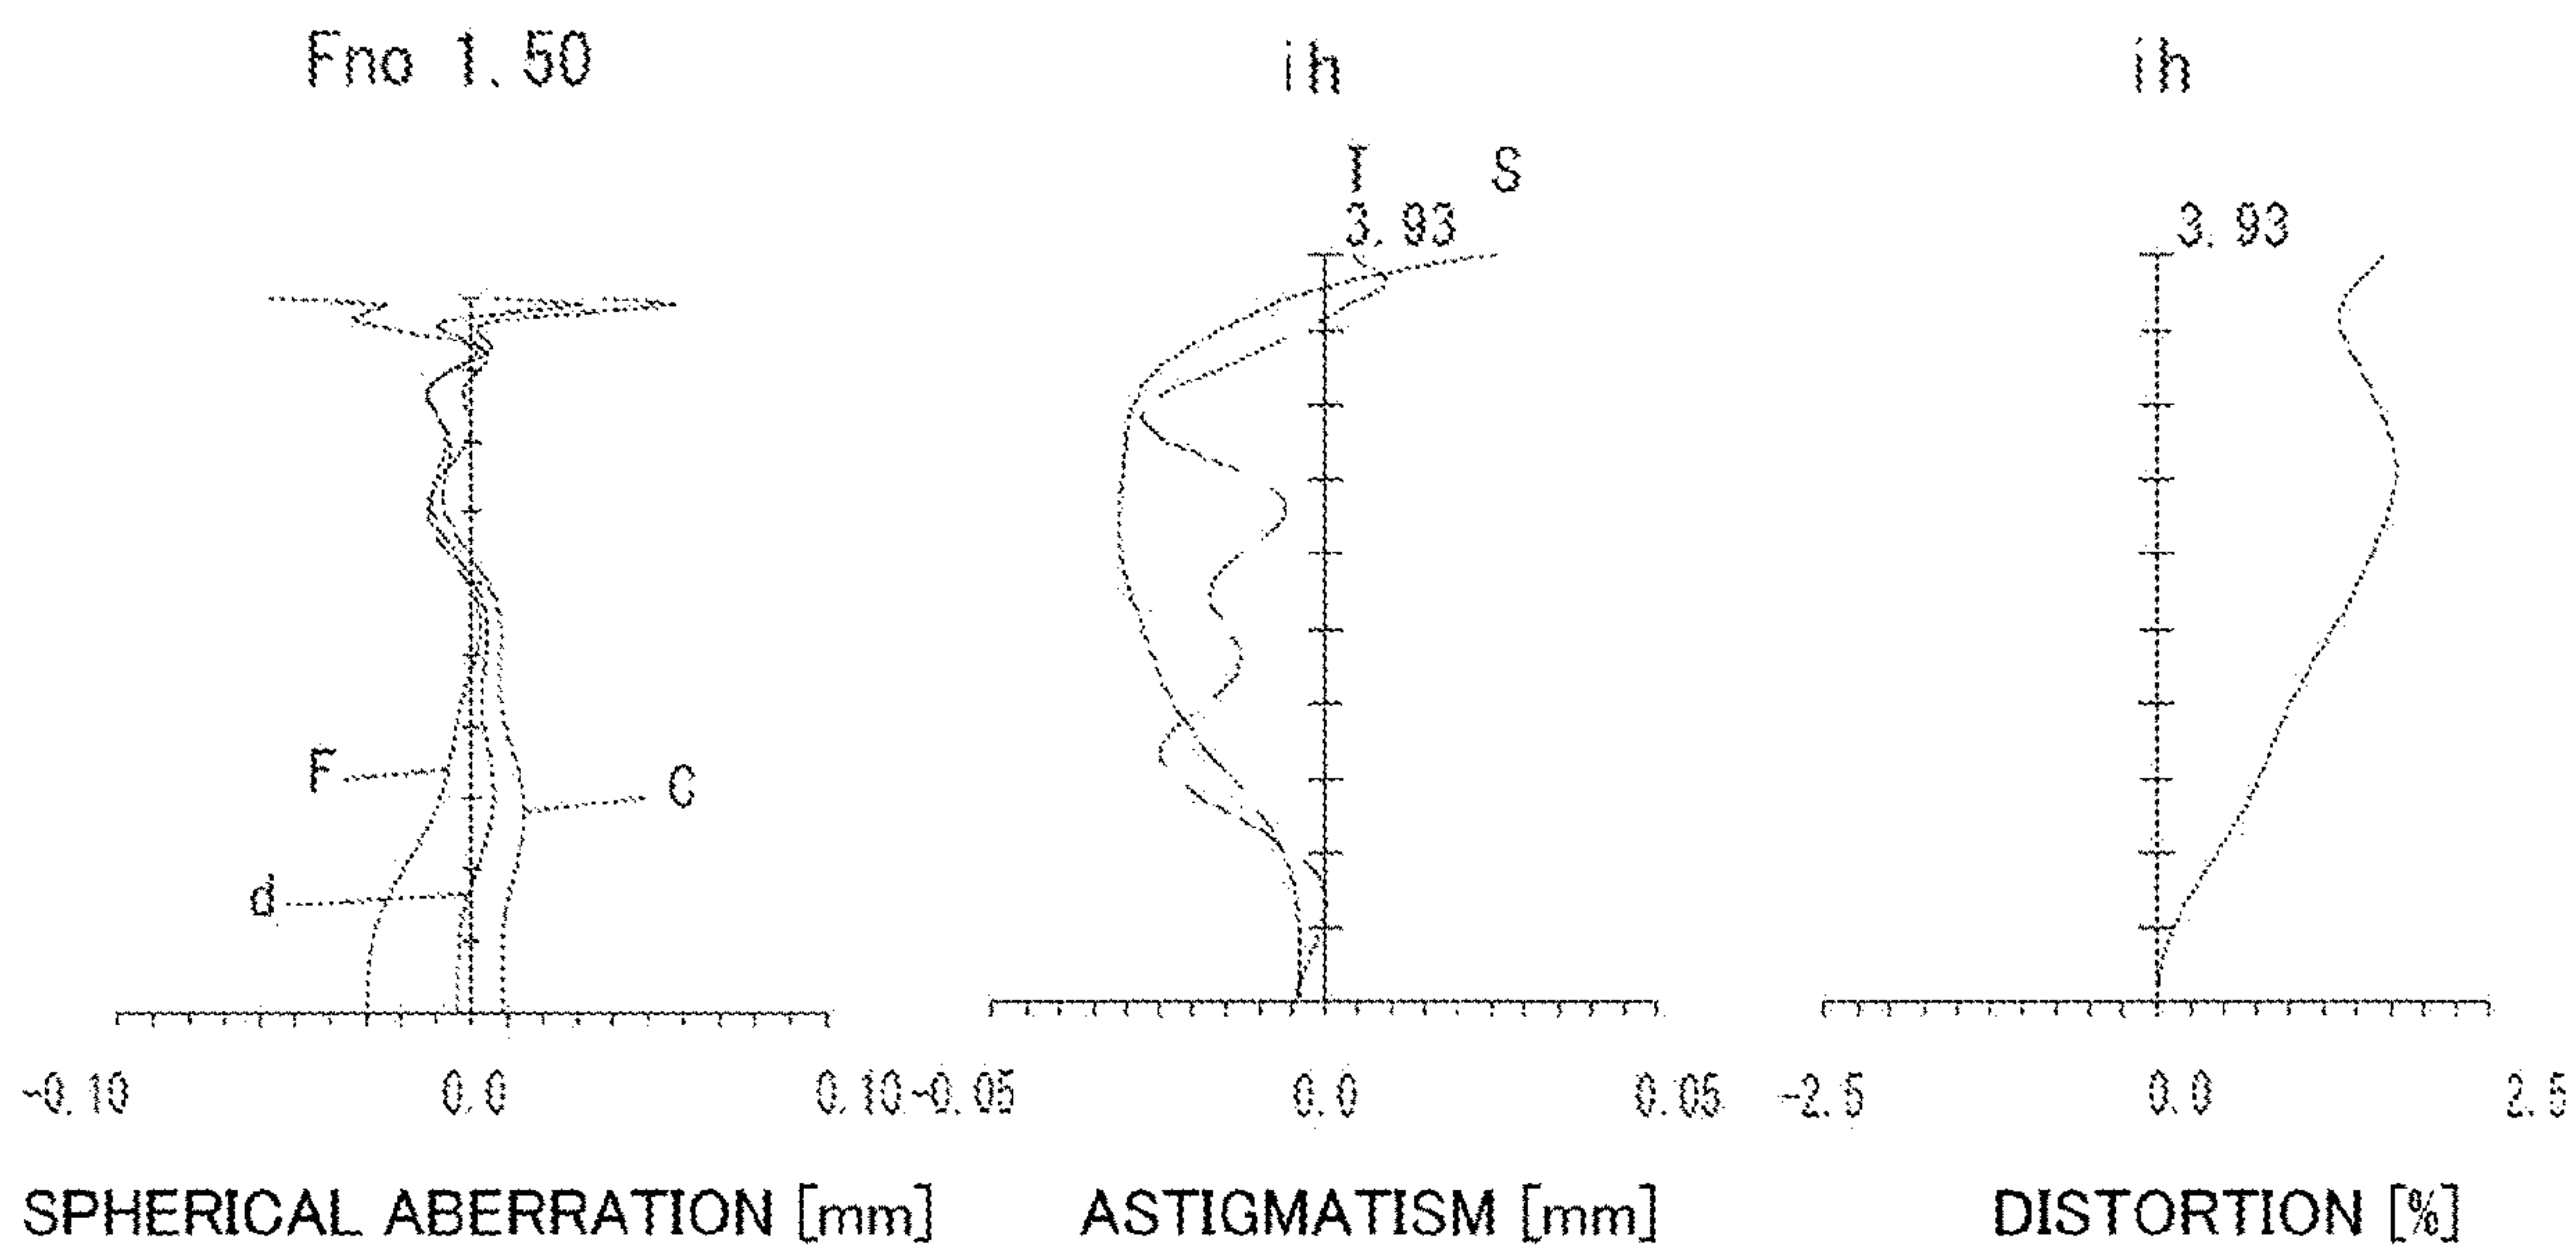 Fno 1.50
ih
ih
T S
3.93
3.93
F
C
d
-0.10 0.0 0.10
-0.05 0.0 0.05
-2.5 0.0 2.5
SPHERICAL ABERRATION [mm]
ASTIGMATISM [mm]
DISTORTION [%]